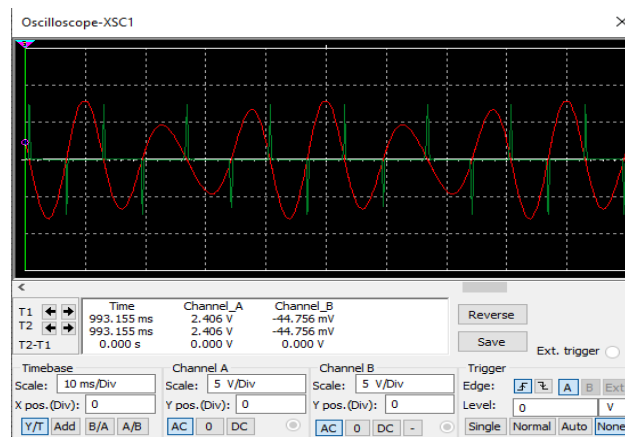 Oscilloscope-XSC1
T1
T2
T2-T1
Time Channel_A Channel_B
993.155 ms 2.406 V -44.756 mV
993.155 ms 2.406 V -44.756 mV
0.000 s 0.000 V 0.000 V
Reverse
Save
Ext. trigger
Timebase
Scale: 10 ms/Div
X pos.(Div): 0
Y/T Add B/A A/B
Channel A
Scale: 5 V/Div
Y pos.(Div): 0
AC 0 DC
Channel B
Scale: 5 V/Div
Y pos.(Div): 0
AC 0 DC -
Trigger
Edge: A B Ext
Level: 0 V
Single Normal Auto None